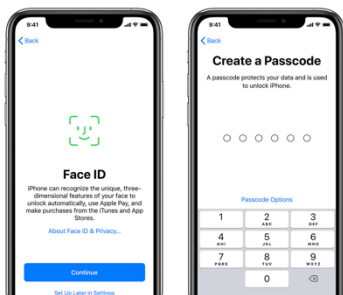 9:41
Back
Face ID
iPhone can recognize the unique, three-
dimensional features of your face to
unlock automatically, use Apple Pay, and
make purchases from the iTunes and App
Stores.
About Face ID & Privacy...
Continue
Set Up Later in Settings
9:41
Back
Create a Passcode
A passcode protects your data and is used
to unlock iPhone.
Passcode Options
1 2 3
ABC DEF
4 5 6
GHI JKL MNO
7 8 9
PQRS TUV WXYZ
0